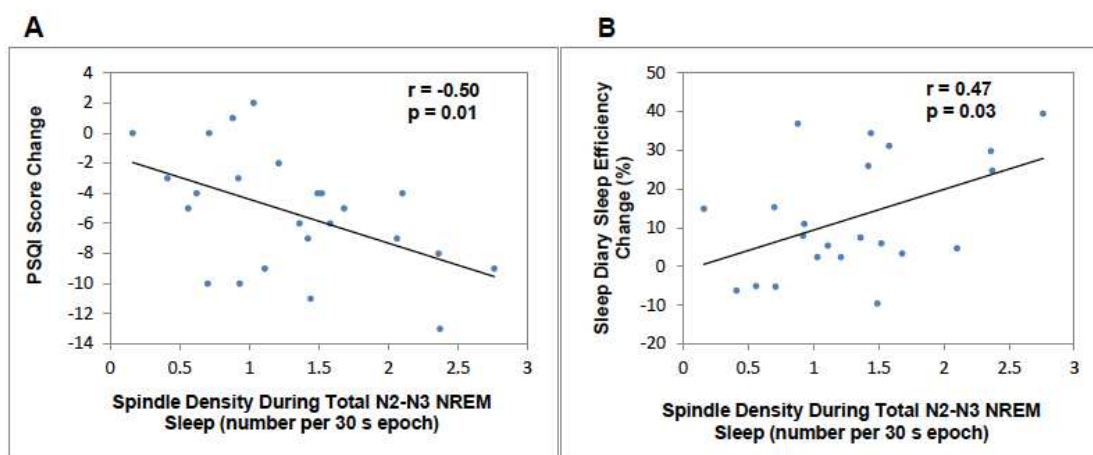 A
PSQI Score Change
4
2
0
-2
-4
-6
-8
-10
-12
-14
r = -0.50
p = 0.01
0
0.5
1
1.5
2
2.5
3
Spindle Density During Total N2-N3 NREM
Sleep (number per 30 s epoch)
B
Sleep Diary Sleep Efficiency
Change (%)
50
40
30
20
10
0
-10
-20
r = 0.47
p = 0.03
0
0.5
1
1.5
2
2.5
3
Spindle Density During Total N2-N3 NREM
Sleep (number per 30 s epoch)